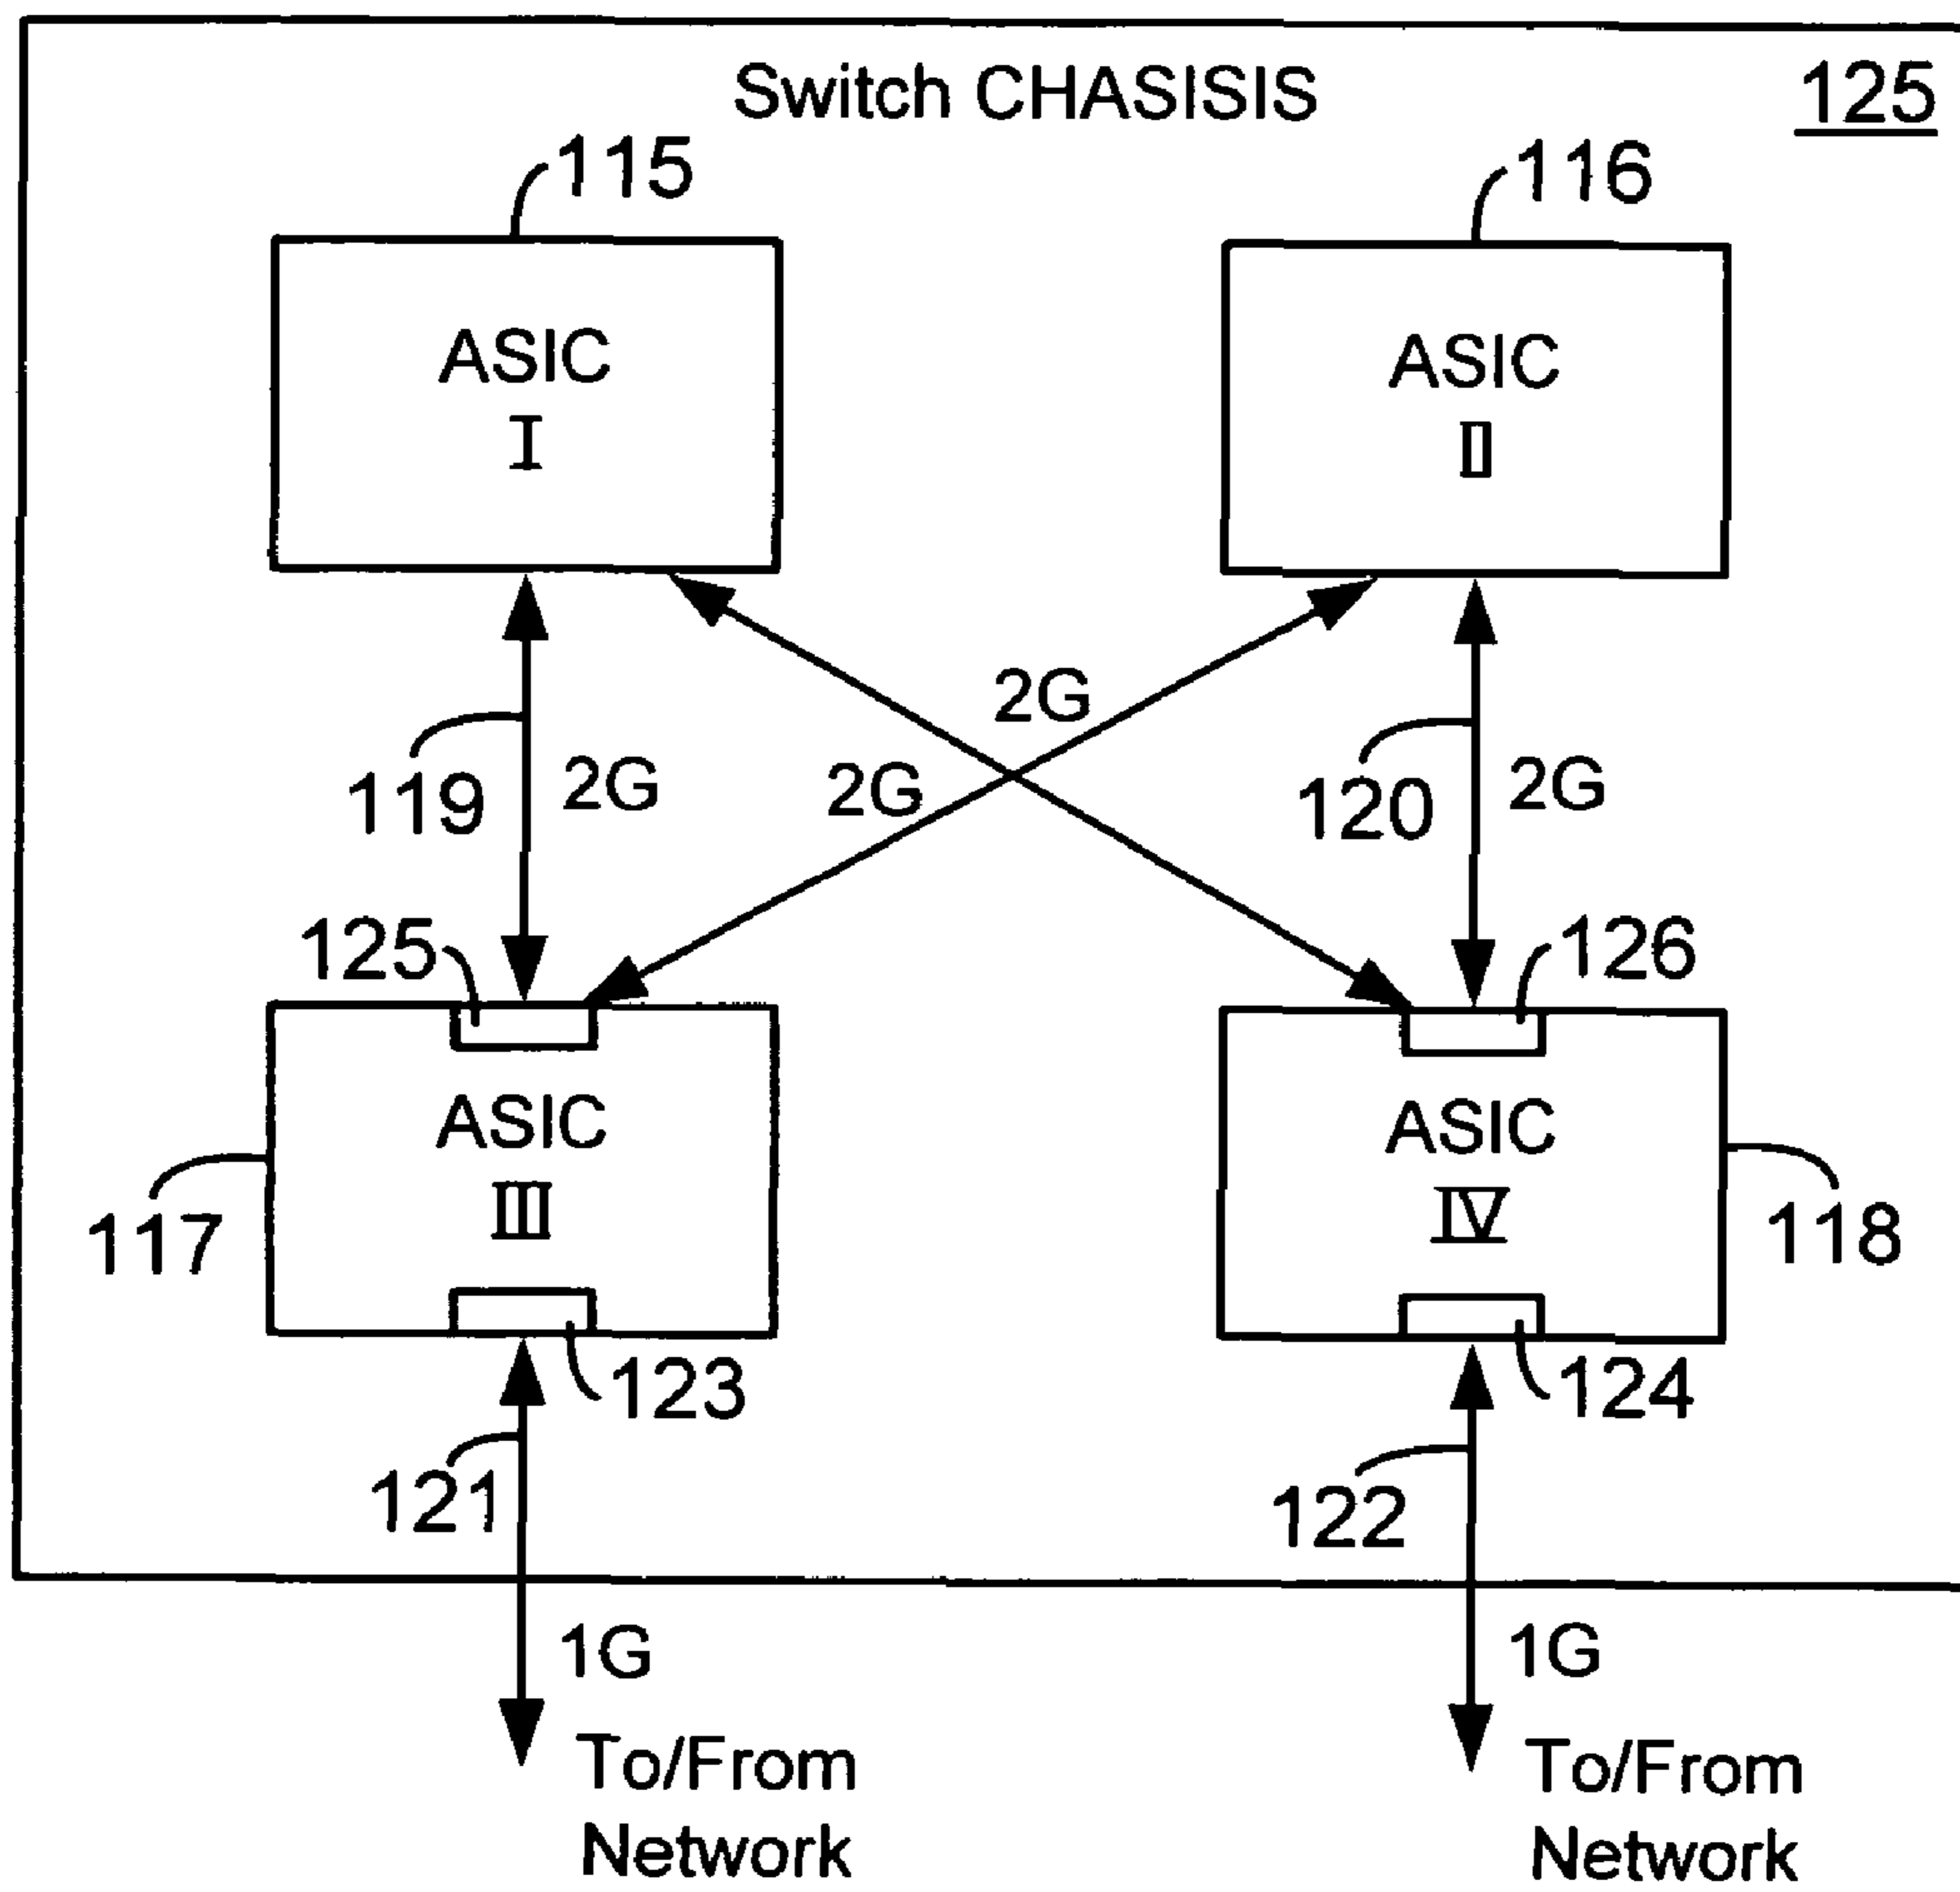 Switch CHASISIS
125
115
116
ASIC
I
ASIC
II
2G
119
2G
2G
120
2G
125
126
ASIC
III
ASIC
IV
117
118
123
124
121
122
1G
1G
To/From
Network
To/From
Network